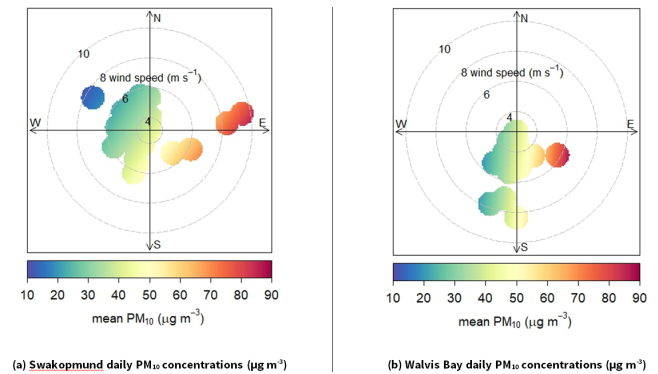 N
10
8 wind speed (m s⁻¹)
6
4
W
E
S
10 20 30 40 50 60 70 80 90
mean PM₁₀ (μg m⁻³)
(a) Swakopmund daily PM₁₀ concentrations (μg m⁻³)
N
10
8 wind speed (m s⁻¹)
6
4
W
E
S
10 20 30 40 50 60 70 80 90
mean PM₁₀ (μg m⁻³)
(b) Walvis Bay daily PM₁₀ concentrations (μg m⁻³)